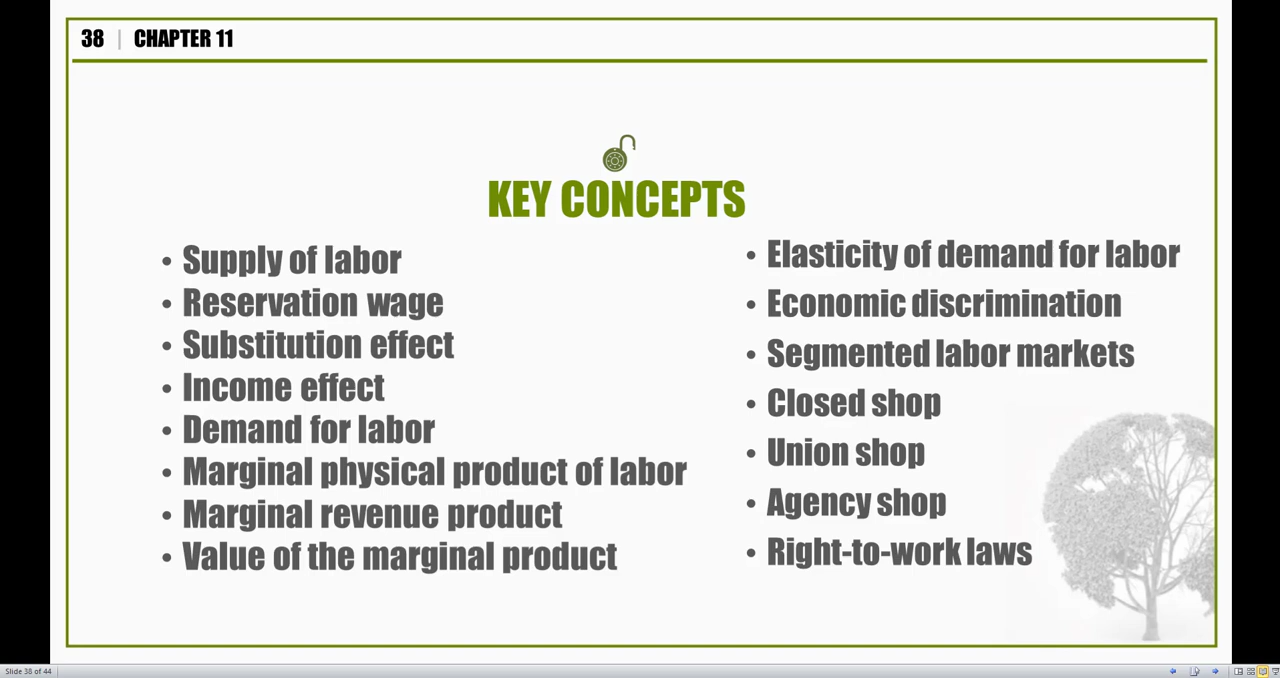 38 | CHAPTER 11
KEY CONCEPTS
• Supply of labor
• Reservation wage
• Substitution effect
• Income effect
• Demand for labor
• Marginal physical product of labor
• Marginal revenue product
• Value of the marginal product
• Elasticity of demand for labor
• Economic discrimination
• Segmented labor markets
• Closed shop
• Union shop
• Agency shop
• Right-to-work laws
Slide 38 of 44